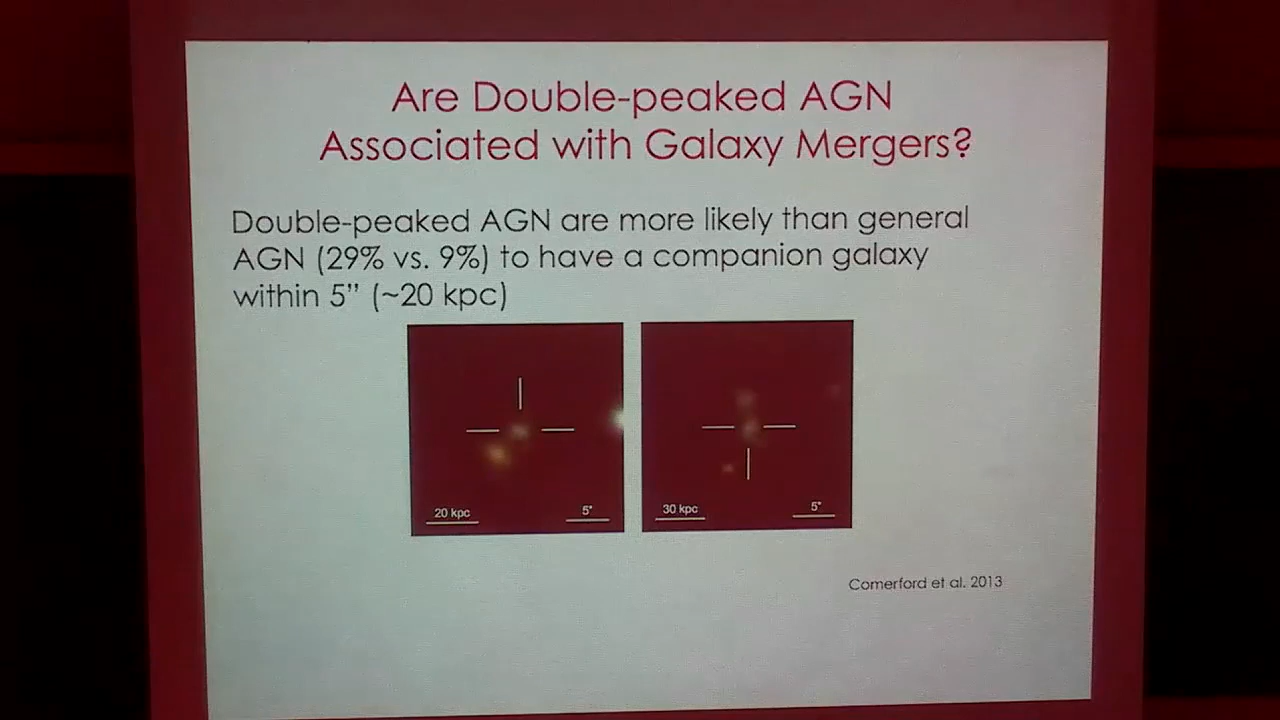 Are Double-peaked AGN
Associated with Galaxy Mergers?
Double-peaked AGN are more likely than general
AGN (29% vs. 9%) to have a companion galaxy
within 5” (~20 kpc)
20 kpc 5"
30 kpc 5"
Comerford et al. 2013